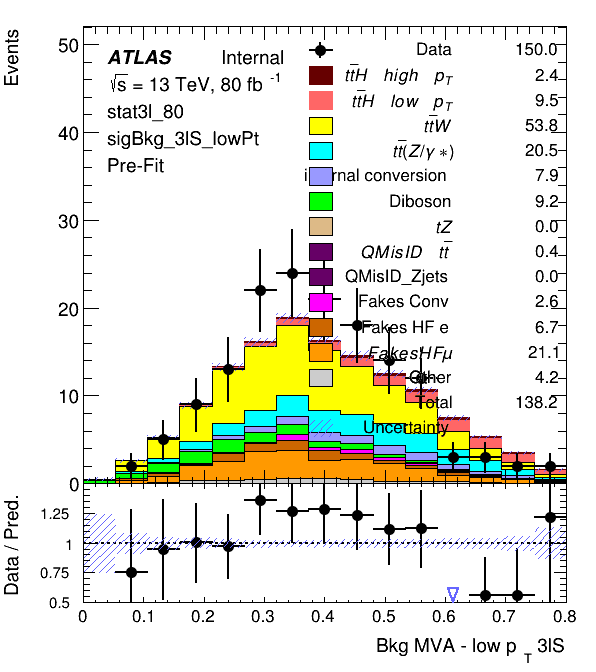 Events
50
40
30
20
10
0
ATLAS Internal
√s = 13 TeV, 80 fb -1
stat3l_80
sigBkg_3lS_lowPt
Pre-Fit
Data 150.0
tt̄H high pT 2.4
tt̄H low pT 9.5
tt̄W 53.8
tt̄(Z/γ*) 20.5
rnal conversion 7.9
Diboson 9.2
tZ 0.0
QMisID tt̄ 0.4
QMisID_Zjets 0.0
Fakes Conv 2.6
Fakes HF e 6.7
FakesHFμ 21.1
Other 4.2
Total 138.2
Uncertainty
Data / Pred.
1.25
1
0.75
0.5
0 0.1 0.2 0.3 0.4 0.5 0.6 0.7 0.8
Bkg MVA - low p T 3lS